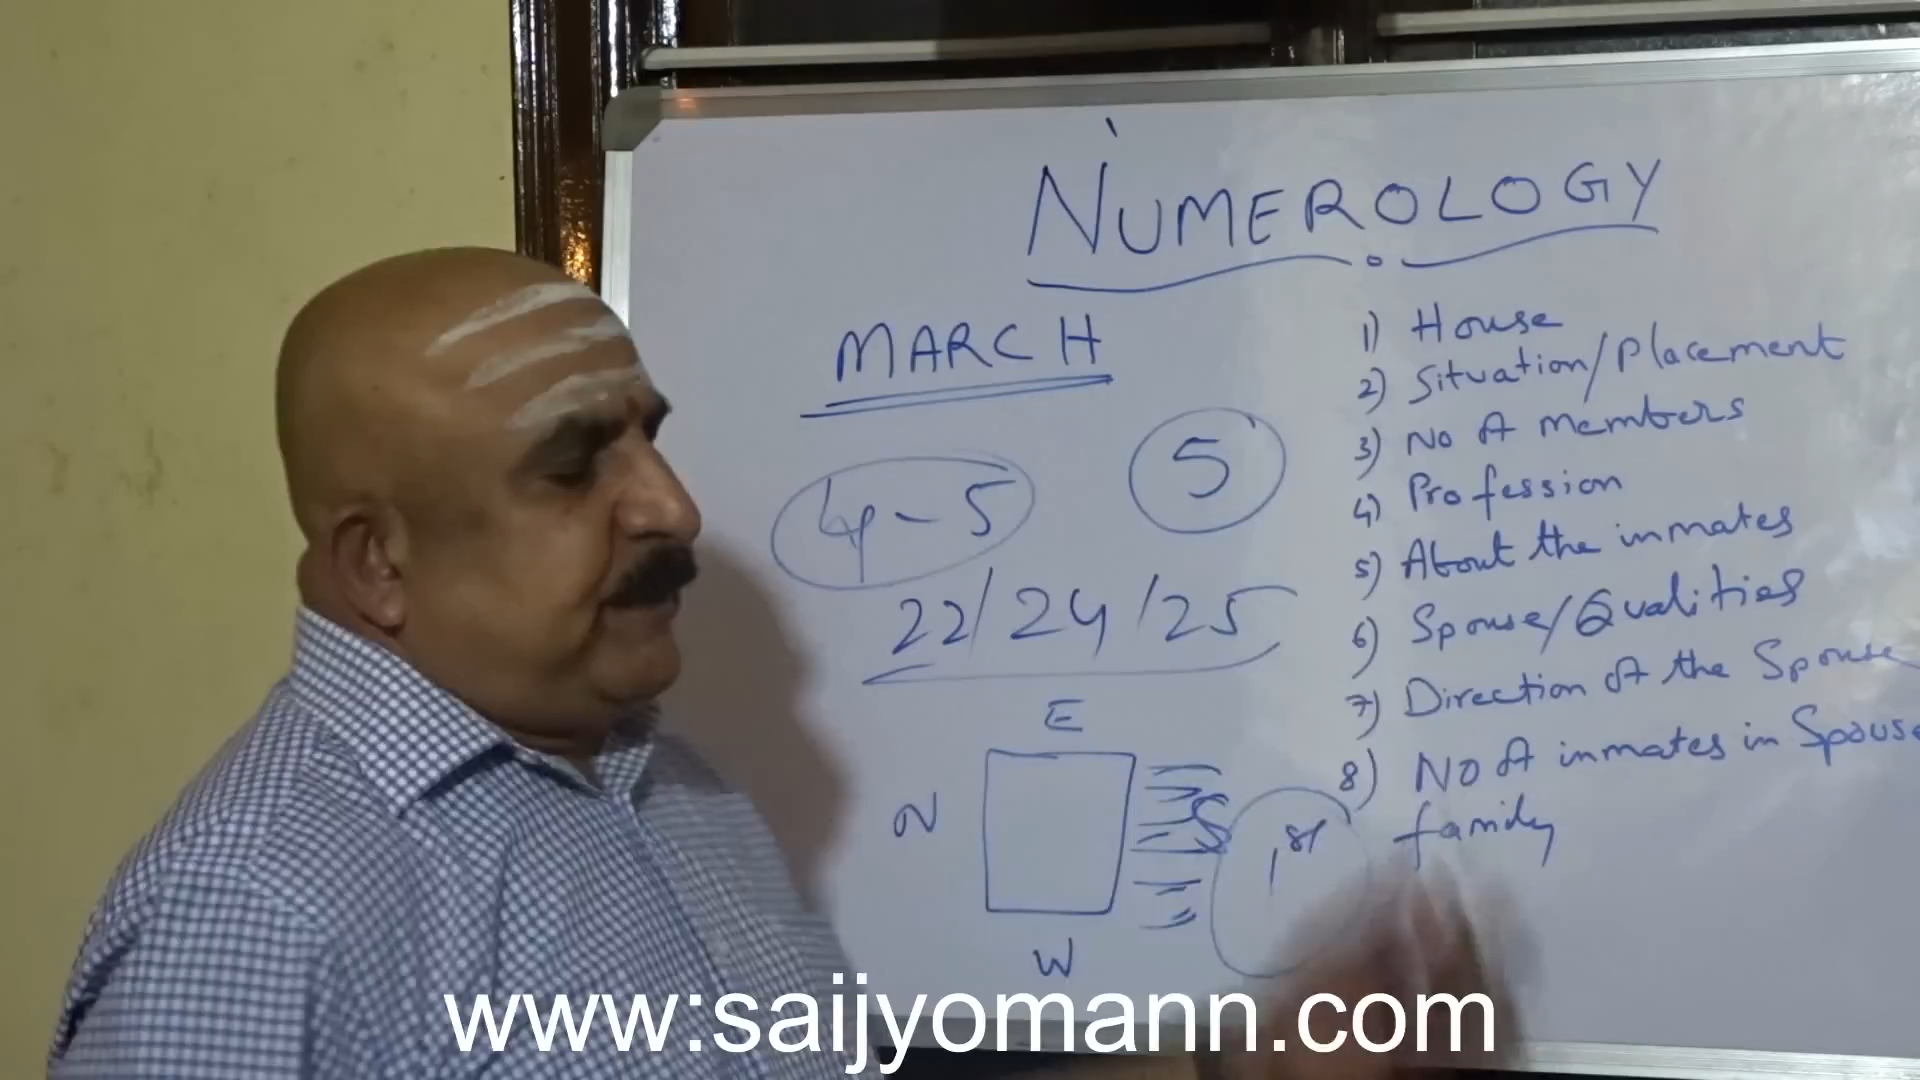 NUMEROLOGY
MARCH
4 - 5
5
22/24/25
E
N
S
1st
W
1) House
2) Situation/Placement
3) No of members
4) Profession
5) About the inmates
6) Spouse/Qualities
7) Direction of the Spouse
8) No of inmates in Spouse
family
www:saijyomann.com